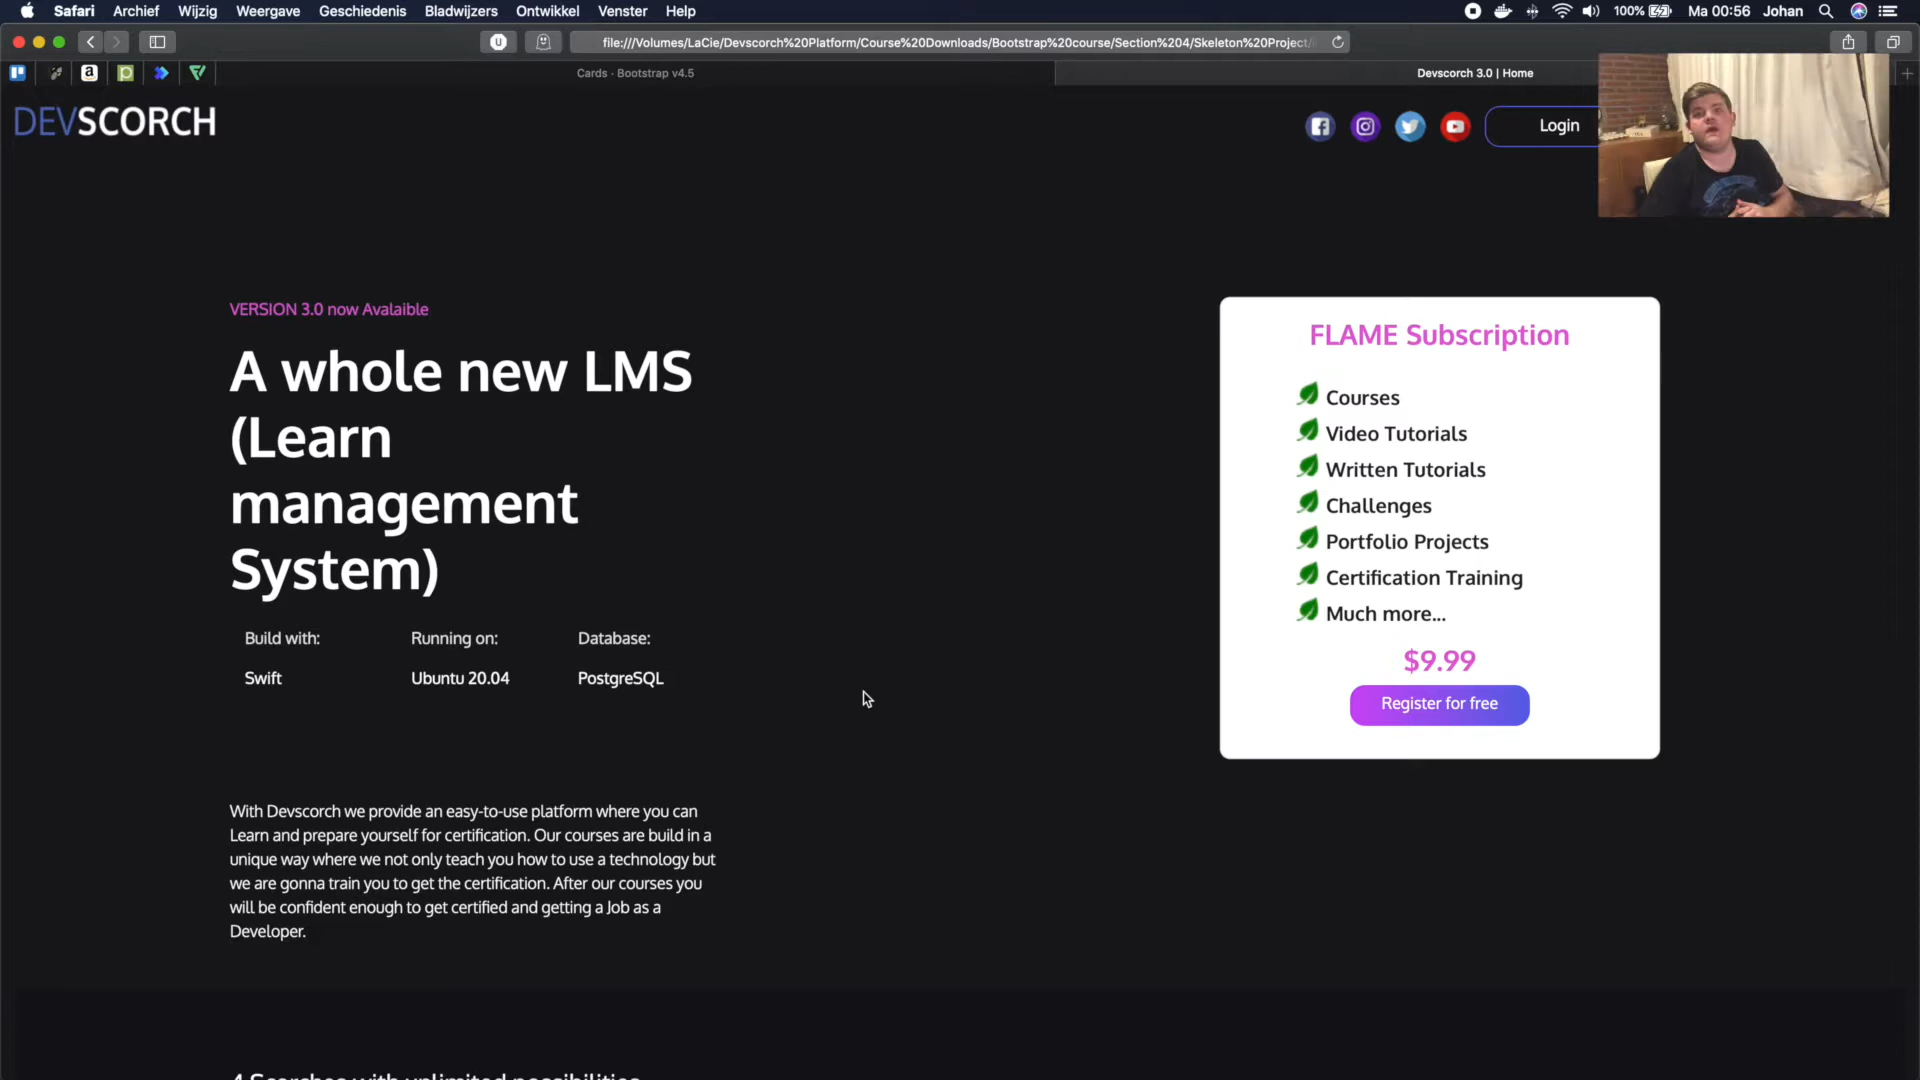 Safari Archief Wijzig Weergave Geschiedenis Bladwijzers Ontwikkel Venster Help 100% Ma 00:56 Johan
file:///Volumes/LaCie/Devscorch%20Platform/Course%20Downloads/Bootstrap%20course/Section%204/Skeleton%20Project/
Cards · Bootstrap v4.5
Devscorch 3.0 | Home
DEVSCORCH
Login
VERSION 3.0 now Avalaible
A whole new LMS
(Learn
management
System)
Build with: Running on: Database:
Swift Ubuntu 20.04 PostgreSQL
With Devscorch we provide an easy-to-use platform where you can
Learn and prepare yourself for certification. Our courses are build in a
unique way where we not only teach you how to use a technology but
we are gonna train you to get the certification. After our courses you
will be confident enough to get certified and getting a Job as a
Developer.
FLAME Subscription
Courses
Video Tutorials
Written Tutorials
Challenges
Portfolio Projects
Certification Training
Much more...
$9.99
Register for free
4 Scorches with unlimited possibilities